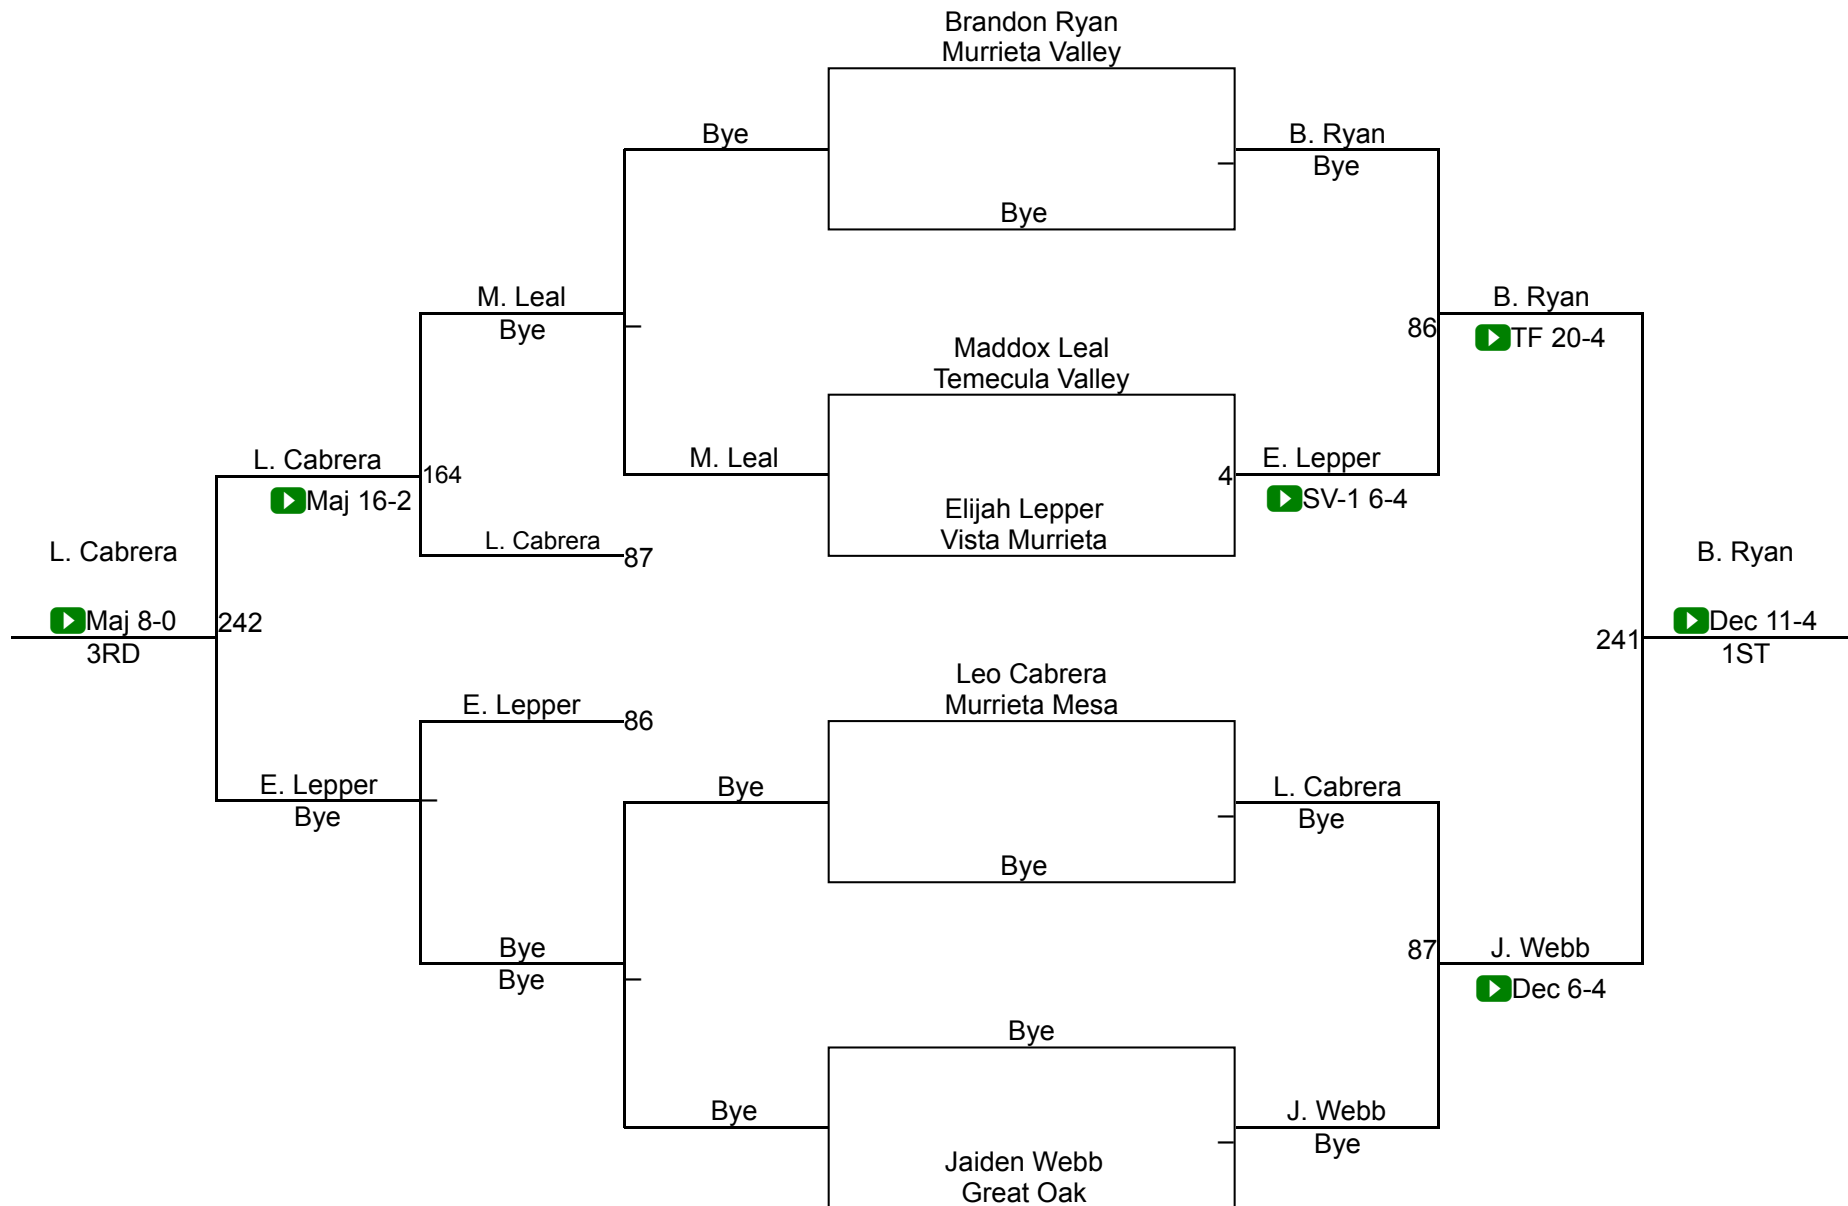 Brandon Ryan
Murrieta Valley
Bye
B. Ryan
Bye
Bye
M. Leal
Bye
B. Ryan
86
TF 20-4
Maddox Leal
Temecula Valley
L. Cabrera
164
Maj 16-2
M. Leal
4
E. Lepper
SV-1 6-4
Elijah Lepper
Vista Murrieta
L. Cabrera
87
L. Cabrera
Maj 8-0
242
3RD
B. Ryan
241
Dec 11-4
1ST
Leo Cabrera
Murrieta Mesa
E. Lepper
86
E. Lepper
Bye
Bye
L. Cabrera
Bye
Bye
Bye
Bye
87
J. Webb
Dec 6-4
Bye
Bye
J. Webb
Bye
Jaiden Webb
Great Oak